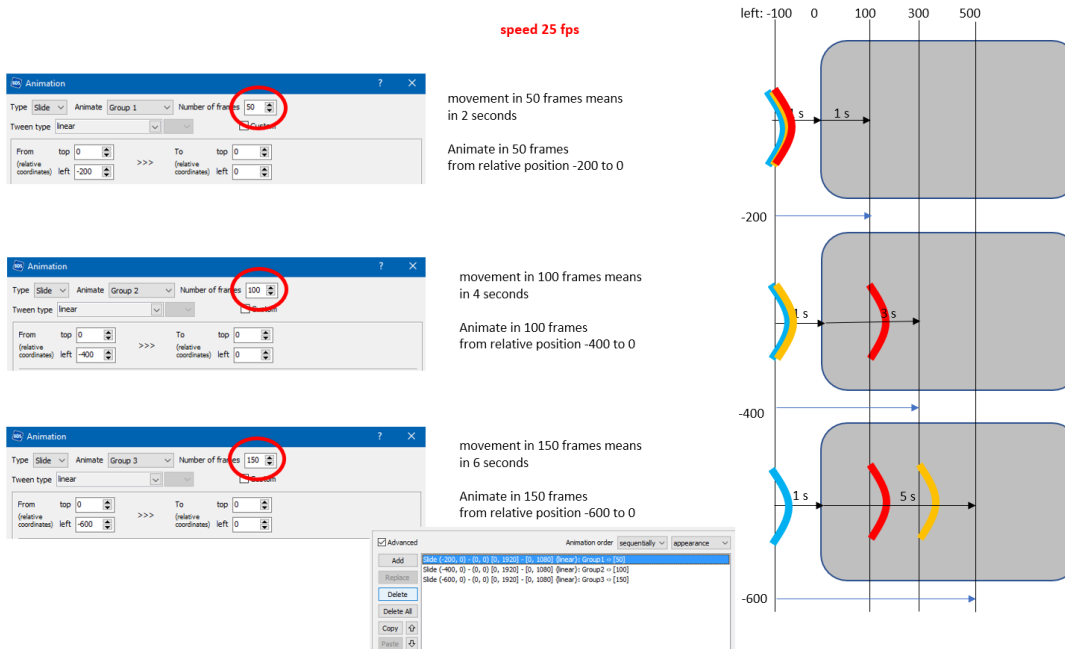 speed 25 fps
left: -100 0 100 300 500
SDS Animation ? ×
Type Slide Animate Group 1 Number of frames 50
Tween type linear Custom
From top 0 To top 0
(relative coordinates) left -200 >>> (relative coordinates) left 0
movement in 50 frames means
in 2 seconds
Animate in 50 frames
from relative position -200 to 0
1 s 1 s
-200
Animation ? ×
Type Slide Animate Group 2 Number of frames 100
Tween type linear Custom
From top 0 To top 0
(relative coordinates) left -400 >>> (relative coordinates) left 0
movement in 100 frames means
in 4 seconds
Animate in 100 frames
from relative position -400 to 0
1 s 3 s
-400
Animation ? ×
Type Slide Animate Group 3 Number of frames 150
Tween type linear Custom
From top 0 To top 0
(relative coordinates) left -600 >>> (relative coordinates) left 0
movement in 150 frames means
in 6 seconds
Animate in 150 frames
from relative position -600 to 0
1 s 5 s
-600
Advanced Animation order sequentially appearance
Add
Replace
Delete
Delete All
Copy
Paste
Slide (-200, 0) - (0, 0) [0, 1920] - [0, 1080] {linear}: Group1 ‹› [50]
Slide (-400, 0) - (0, 0) [0, 1920] - [0, 1080] {linear}: Group2 ‹› [100]
Slide (-600, 0) - (0, 0) [0, 1920] - [0, 1080] {linear}: Group3 ‹› [150]